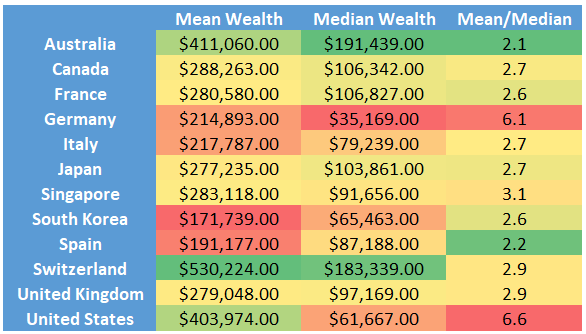 Mean Wealth Median Wealth Mean/Median
Australia $411,060.00 $191,439.00 2.1
Canada $288,263.00 $106,342.00 2.7
France $280,580.00 $106,827.00 2.6
Germany $214,893.00 $35,169.00 6.1
Italy $217,787.00 $79,239.00 2.7
Japan $277,235.00 $103,861.00 2.7
Singapore $283,118.00 $91,656.00 3.1
South Korea $171,739.00 $65,463.00 2.6
Spain $191,177.00 $87,188.00 2.2
Switzerland $530,224.00 $183,339.00 2.9
United Kingdom $279,048.00 $97,169.00 2.9
United States $403,974.00 $61,667.00 6.6